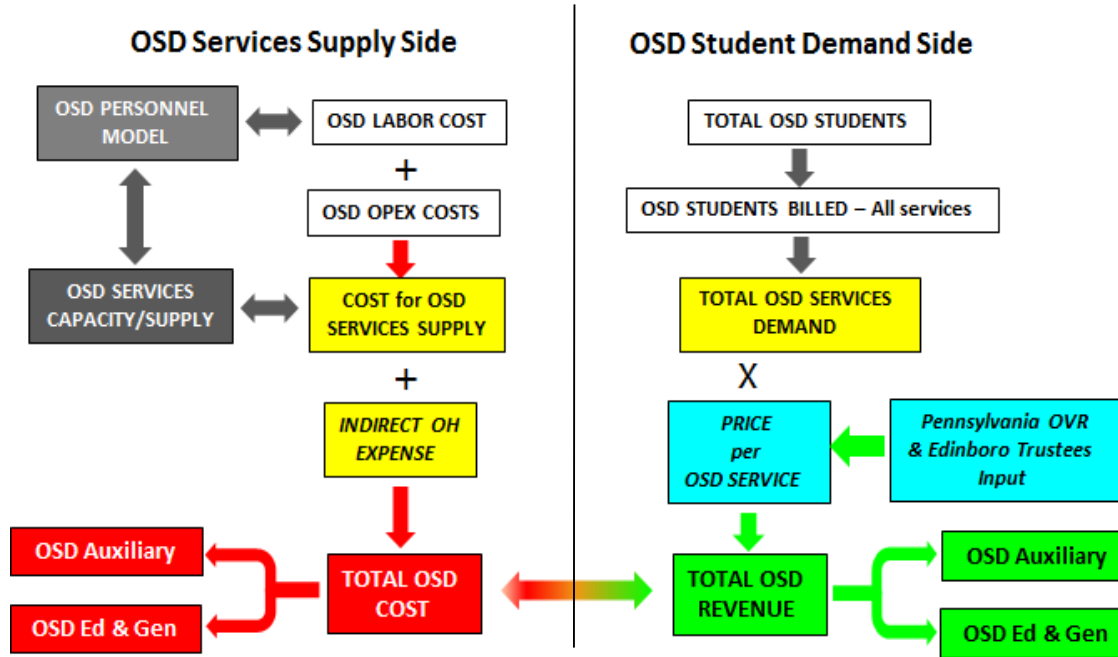 OSD Services Supply Side
OSD PERSONNEL
MODEL
OSD LABOR COST
+
OSD OPEX COSTS
OSD SERVICES
CAPACITY/SUPPLY
COST for OSD
SERVICES SUPPLY
+
INDIRECT OH
EXPENSE
OSD Auxiliary
OSD Ed & Gen
TOTAL OSD
COST
OSD Student Demand Side
TOTAL OSD STUDENTS
OSD STUDENTS BILLED – All services
TOTAL OSD SERVICES
DEMAND
X
PRICE
per
OSD SERVICE
Pennsylvania OVR
& Edinboro Trustees
Input
TOTAL OSD
REVENUE
OSD Auxiliary
OSD Ed & Gen